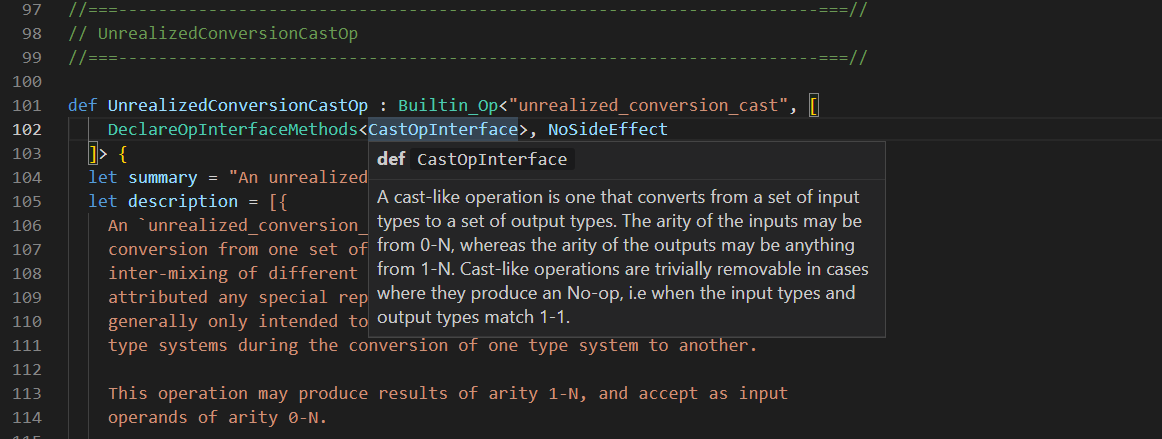 97 //===----------------------------------------------------------------------===//
98 // UnrealizedConversionCastOp
99 //===----------------------------------------------------------------------===//
100
101 def UnrealizedConversionCastOp : Builtin_Op<"unrealized_conversion_cast", [
102 DeclareOpInterfaceMethods<CastOpInterface>, NoSideEffect
103 ]> {
104 let summary = "An unrealized
105 let description = [{
106 An `unrealized_conversion_
107 conversion from one set of
108 inter-mixing of different
109 attributed any special rep
110 generally only intended to
111 type systems during the conversion of one type system to another.
112
113 This operation may produce results of arity 1-N, and accept as input
114 operands of arity 0-N.
def CastOpInterface
A cast-like operation is one that converts from a set of input
types to a set of output types. The arity of the inputs may be
from 0-N, whereas the arity of the outputs may be anything
from 1-N. Cast-like operations are trivially removable in cases
where they produce an No-op, i.e when the input types and
output types match 1-1.